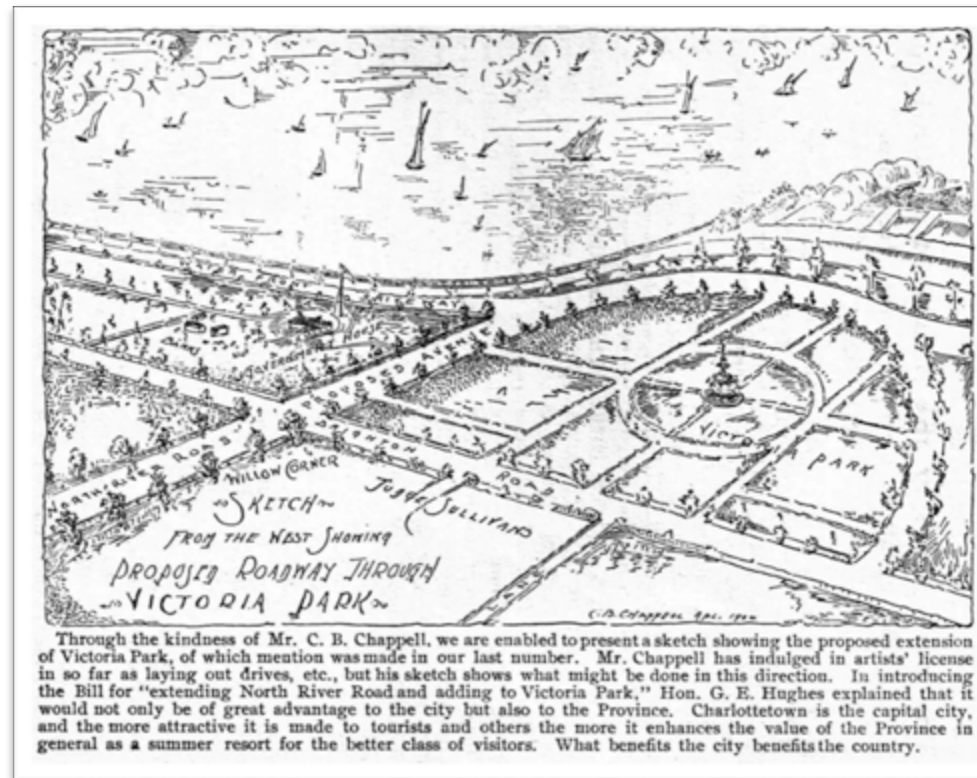 GOVERNMENT
PROPOSED AVENUE
NORTH RIVER ROAD
BRIGHTON ROAD
VICTORIA PARK
WILLOW CORNER
SKETCH
FROM THE WEST SHOWING
PROPOSED ROADWAY THROUGH
VICTORIA PARK
JUDGE SULLIVANS
LAND
C.B. CHAPPELL
Through the kindness of Mr. C. B. Chappell, we are enabled to present a sketch showing the proposed extension
of Victoria Park, of which mention was made in our last number. Mr. Chappell has indulged in artists' license
in so far as laying out drives, etc., but his sketch shows what might be done in this direction. In introducing
the Bill for "extending North River Road and adding to Victoria Park," Hon. G. E. Hughes explained that it
would not only be of great advantage to the city but also to the Province. Charlottetown is the capital city,
and the more attractive it is made to tourists and others the more it enhances the value of the Province in
general as a summer resort for the better class of visitors. What benefits the city benefits the country.